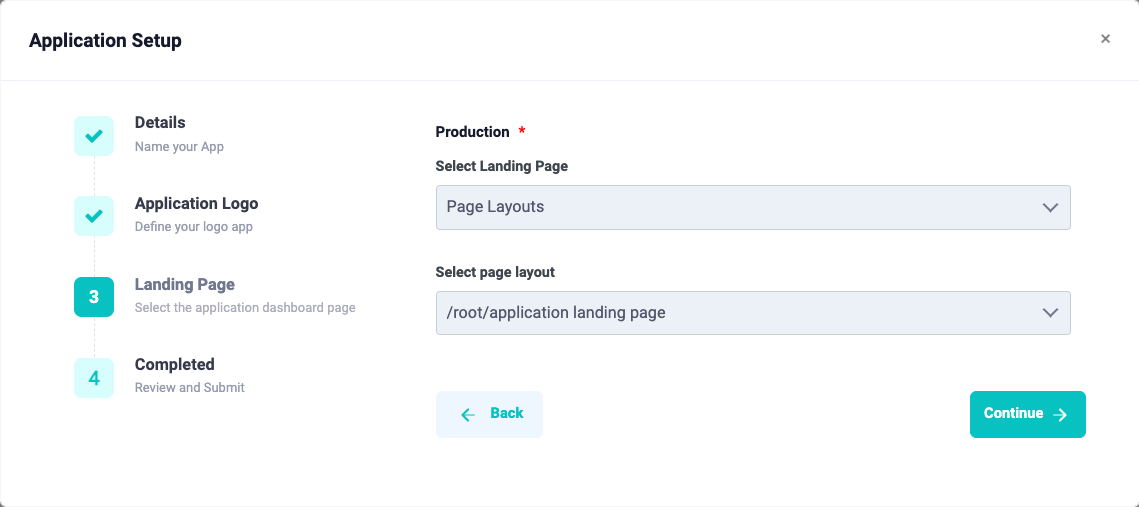 Application Setup
×
Details
Name your App
Application Logo
Define your logo app
3
Landing Page
Select the application dashboard page
4
Completed
Review and Submit
Production *
Select Landing Page
Page Layouts
Select page layout
/root/application landing page
Back
Continue